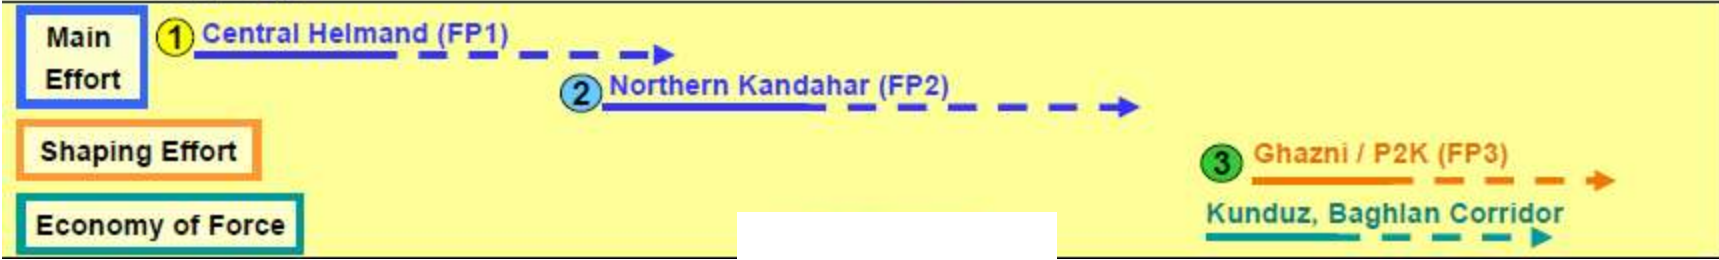 Main
Effort
1 Central Helmand (FP1)
2 Northern Kandahar (FP2)
Shaping Effort
3 Ghazni / P2K (FP3)
Economy of Force
Kunduz, Baghlan Corridor